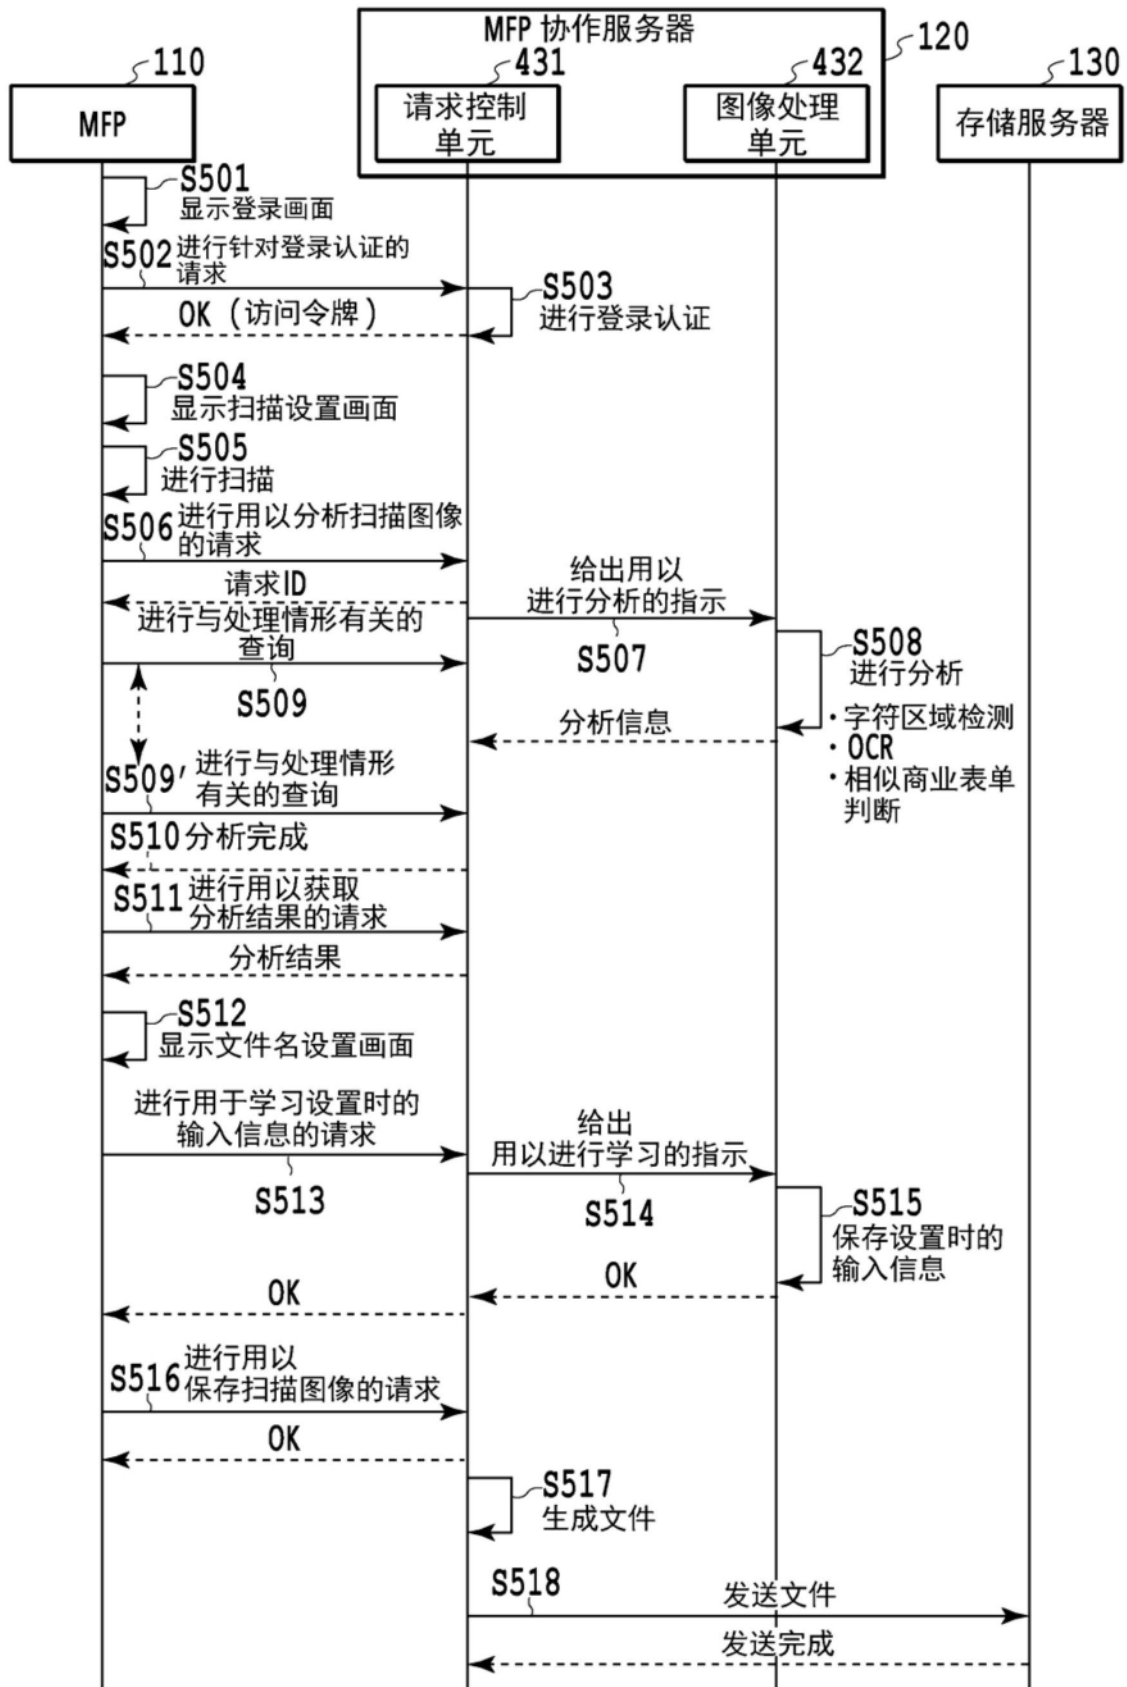 MFP 协作服务器
120
110
431
432
130
MFP
请求控制
单元
图像处理
单元
存储服务器
S501
显示登录画面
S502 进行针对登录认证的
请求
S503
进行登录认证
OK (访问令牌)
S504
显示扫描设置画面
S505
进行扫描
S506 进行用以分析扫描图像
的请求
请求ID
给出用以
进行分析的指示
S507
进行与处理情形有关的
查询
S509
S508
进行分析
·字符区域检测
·OCR
·相似商业表单
判断
分析信息
S509' 进行与处理情形
有关的查询
S510 分析完成
S511 进行用以获取
分析结果的请求
分析结果
S512
显示文件名设置画面
进行用于学习设置时的
输入信息的请求
S513
给出
用以进行学习的指示
S514
S515
保存设置时的
输入信息
OK
OK
S516 进行用以
保存扫描图像的请求
OK
S517
生成文件
S518
发送文件
发送完成